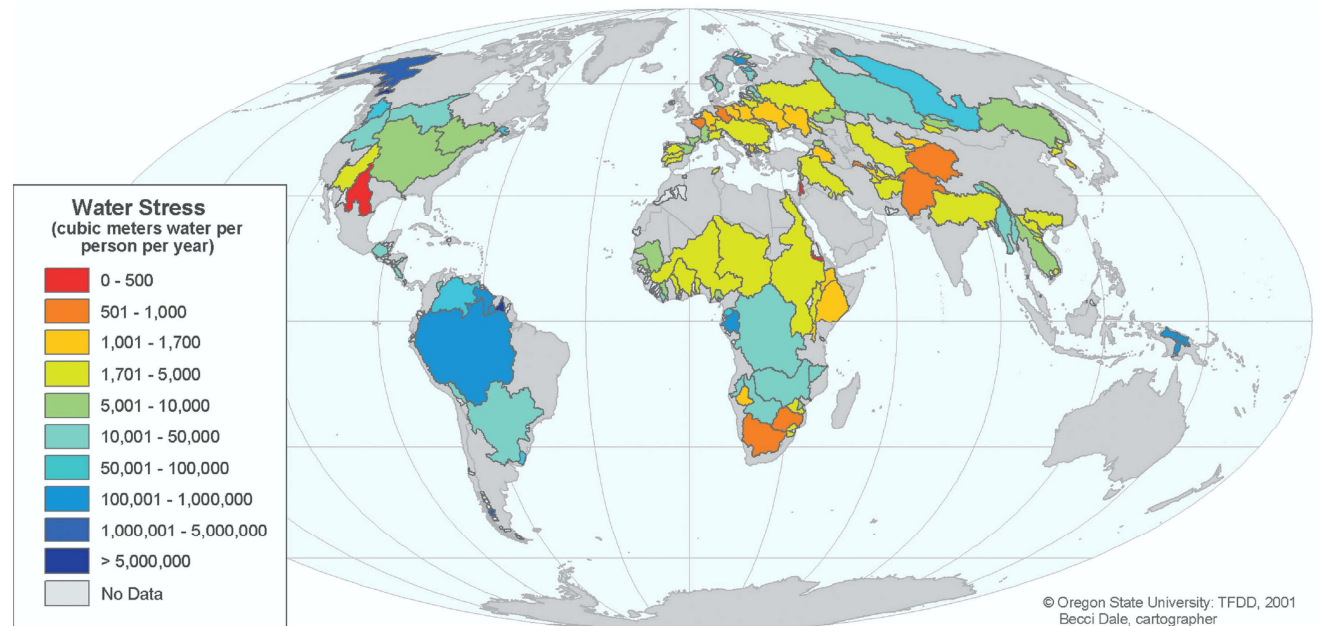 Water Stress
(cubic meters water per
person per year)
0 - 500
501 - 1,000
1,001 - 1,700
1,701 - 5,000
5,001 - 10,000
10,001 - 50,000
50,001 - 100,000
100,001 - 1,000,000
1,000,001 - 5,000,000
> 5,000,000
No Data
© Oregon State University: TFDD, 2001
Becci Dale, cartographer